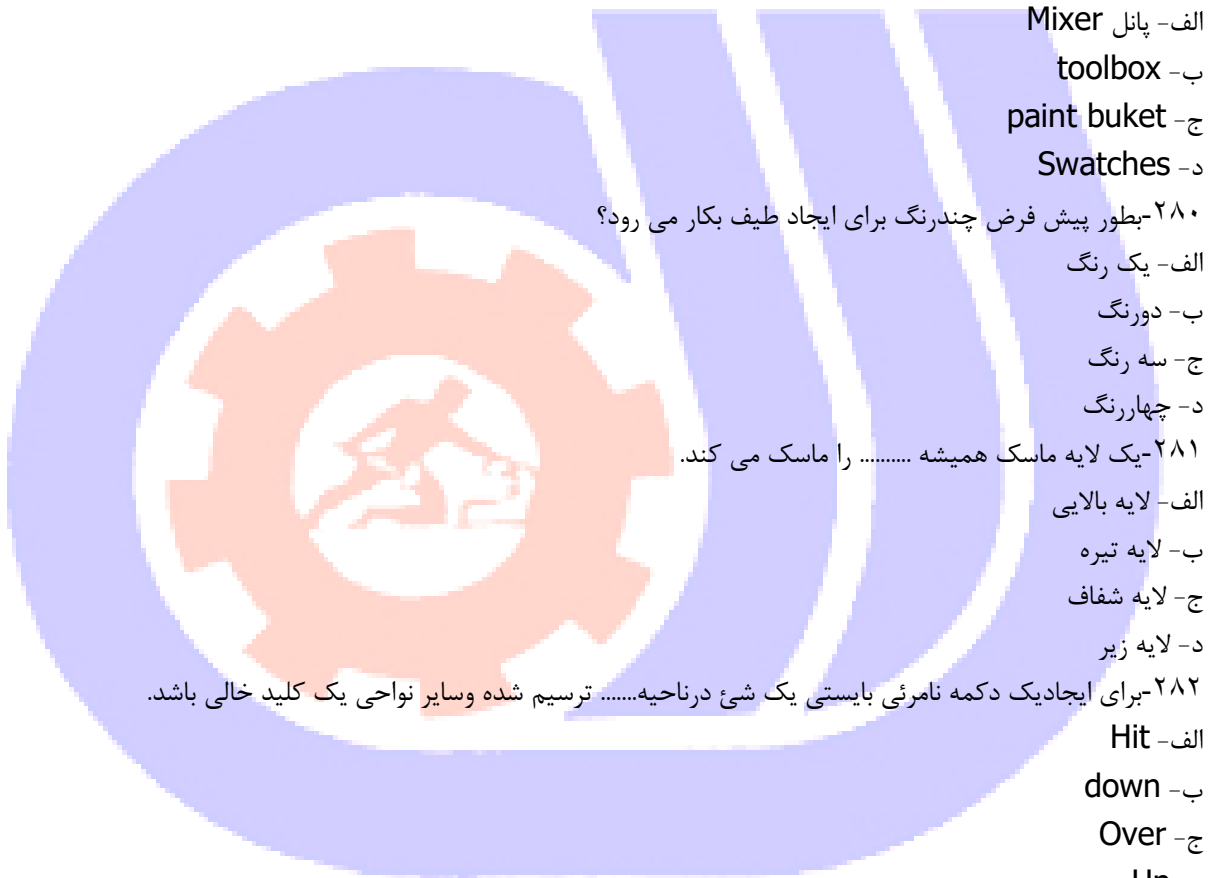 الف- پانل Mixer
ب- toolbox
ج- paint buket
د- Swatches
۲۸۰-بطور پیش فرض چندرنگ برای ایجاد طیف بکار می رود؟
الف- یک رنگ
ب- دورنگ
ج- سه رنگ
د- چهاررنگ
۲۸۱-یک لایه ماسک همیشه ......... را ماسک می کند.
الف- لایه بالایی
ب- لایه تیره
ج- لایه شفاف
د- لایه زیر
۲۸۲-برای ایجادیک دکمه نامرئی بایستی یک شئ درناحیه....... ترسیم شده وسایر نواحی یک کلید خالی باشد.
الف- Hit
ب- down
ج- Over